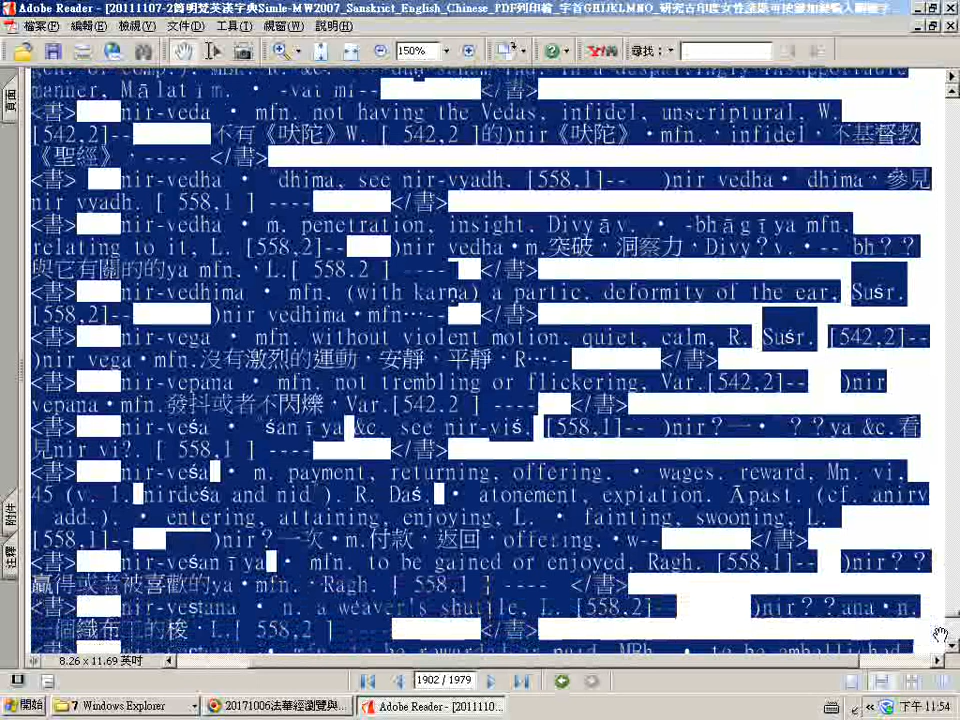 Adobe Reader - [20111107-2簡明梵英漢字典Simle-MW2007_Sanskrict_English_Chinese_PDF列印稿_字首GHIJKLMNO_研究古印度女性
檔案(F) 編輯(E) 檢視(V) 文件(D) 工具(T) 視窗(W) 說明(H)
150% 尋找：
manner, Mālatīm. • -vai mi-- </書>
<書> nir-veda • mfn. not having the Vedas, infidel, unscriptural, W.
[542,2]-- 不有《吠陀》W. [ 542,2 ]的)nir《吠陀》•mfn.，infidel，不基督教
《聖經》，---- </書>
<書> nir-vedha • °dhima, see nir-vyadh. [558,1]-- )nir vedha• dhima，參見
nir vyadh. [ 558,1 ] ---- </書>
<書> nir-vedha • m. penetration, insight, Divyāv. • -bhāgīya mfn.
relating to it, L. [558,2]-- )nir vedha•m.突破，洞察力，Divy?v.•-- bh??
與它有關的的ya mfn.，L.[ 558.2 ] ---- </書>
<書> nir-vedhima • mfn. (with karṇa) a partic. deformity of the ear, Suśr.
[558,2]-- )nir vedhima•mfn…-- </書>
<書> nir-vega • mfn. without violent motion, quiet, calm, R. Suśr. [542,2]--
)nir vega•mfn.沒有激烈的運動，安靜，平靜，R…-- </書>
<書> nir-vepana • mfn. not trembling or flickering, Var.[542,2]-- )nir
vepana•mfn.發抖或者不閃爍，Var.[542.2 ] ---- </書>
<書> nir-veśa • °śanīya &c. see nir-viś. [558,1]-- )nir？一• ??ya &c.看
見nir vi?. [ 558,1 ] ---- </書>
<書> nir-veśa • m. payment, returning, offering. • wages, reward, Mn. vi,
45 (v. l. nirdeśa and nid°). R. Daś. • atonement, expiation, Āpast. (cf. anirv
add.). • entering, attaining, enjoying, L. • fainting, swooning, L.
[558,1]-- )nir？一次•m.付款，返回，offering.•w-- </書>
<書> nir-veśanīya • mfn. to be gained or enjoyed, Ragh. [558,1]-- )nir??
贏得或者被喜歡的ya•mfn.，Ragh. [ 558,1 ] ---- </書>
<書> nir-veṣṭana • n. a weaver's shuttle, L. [558,2]-- )nir??ana•n.
一個織布工的梭，L.[ 558,2 ] </書>
頁面
附件
註釋
8.26 x 11.69 英吋
1902 / 1979
開始 7 Windows Explorer 20171006法華經瀏覽與... Adobe Reader - [2011110... 下午 11:54